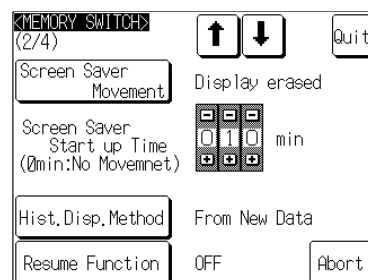 <MEMORY SWITCH>
(2/4)
Quit
Screen Saver
Movement
Display erased
Screen Saver
Start up Time
(0min:No Movemnet)
010 min
Hist.Disp.Method
From New Data
Resume Function
OFF
Abort